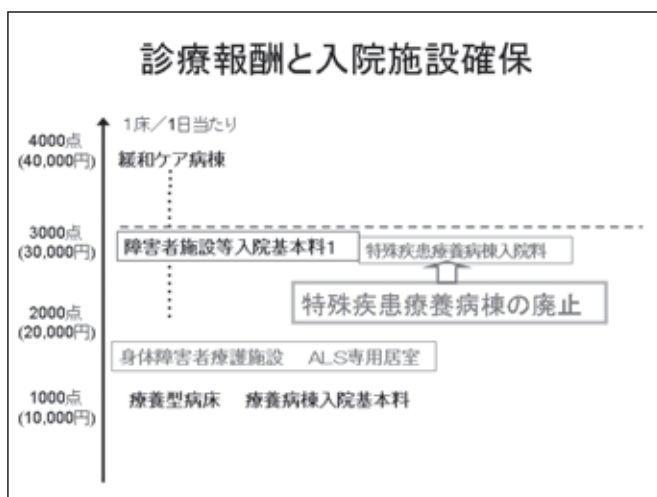 診療報酬と入院施設確保
1床／1日当たり
4000点
(40,000円)
緩和ケア病棟
3000点
(30,000円)
障害者施設等入院基本料1
特殊疾患療養病棟入院料
特殊疾患療養病棟の廃止
2000点
(20,000円)
身体障害者療護施設 ALS専用居室
1000点
(10,000円)
療養型病床 療養病棟入院基本料